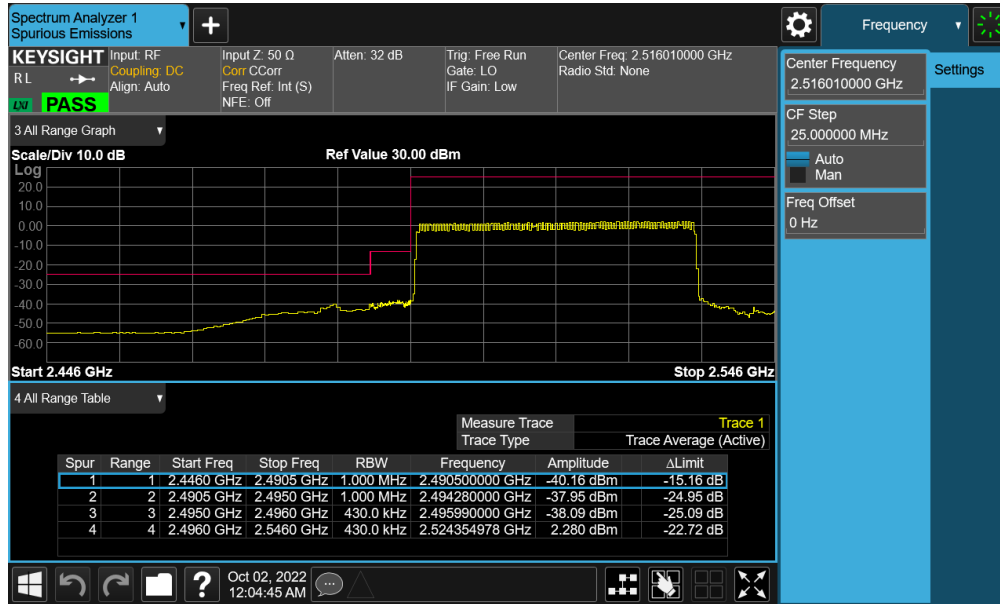 Spectrum Analyzer 1
Spurious Emissions
+
Frequency
KEYSIGHT Input: RF Input Z: 50 Ω Atten: 32 dB Trig: Free Run Center Freq: 2.516010000 GHz
R L Coupling: DC Corr CCorr Gate: LO Radio Std: None
Align: Auto Freq Ref: Int (S) IF Gain: Low
LXI PASS NFE: Off
Center Frequency
2.516010000 GHz
Settings
CF Step
25.000000 MHz
Auto
Man
Freq Offset
0 Hz
3 All Range Graph
Scale/Div 10.0 dB Ref Value 30.00 dBm
Log
20.0
10.0
0.00
-10.0
-20.0
-30.0
-40.0
-50.0
-60.0
Start 2.446 GHz Stop 2.546 GHz
4 All Range Table
Measure Trace Trace 1
Trace Type Trace Average (Active)
Spur Range Start Freq Stop Freq RBW Frequency Amplitude ΔLimit
1 1 2.4460 GHz 2.4905 GHz 1.000 MHz 2.490500000 GHz -40.16 dBm -15.16 dB
2 2 2.4905 GHz 2.4950 GHz 1.000 MHz 2.494280000 GHz -37.95 dBm -24.95 dB
3 3 2.4950 GHz 2.4960 GHz 430.0 kHz 2.495990000 GHz -38.09 dBm -25.09 dB
4 4 2.4960 GHz 2.5460 GHz 430.0 kHz 2.524354978 GHz 2.280 dBm -22.72 dB
?
Oct 02, 2022
12:04:45 AM